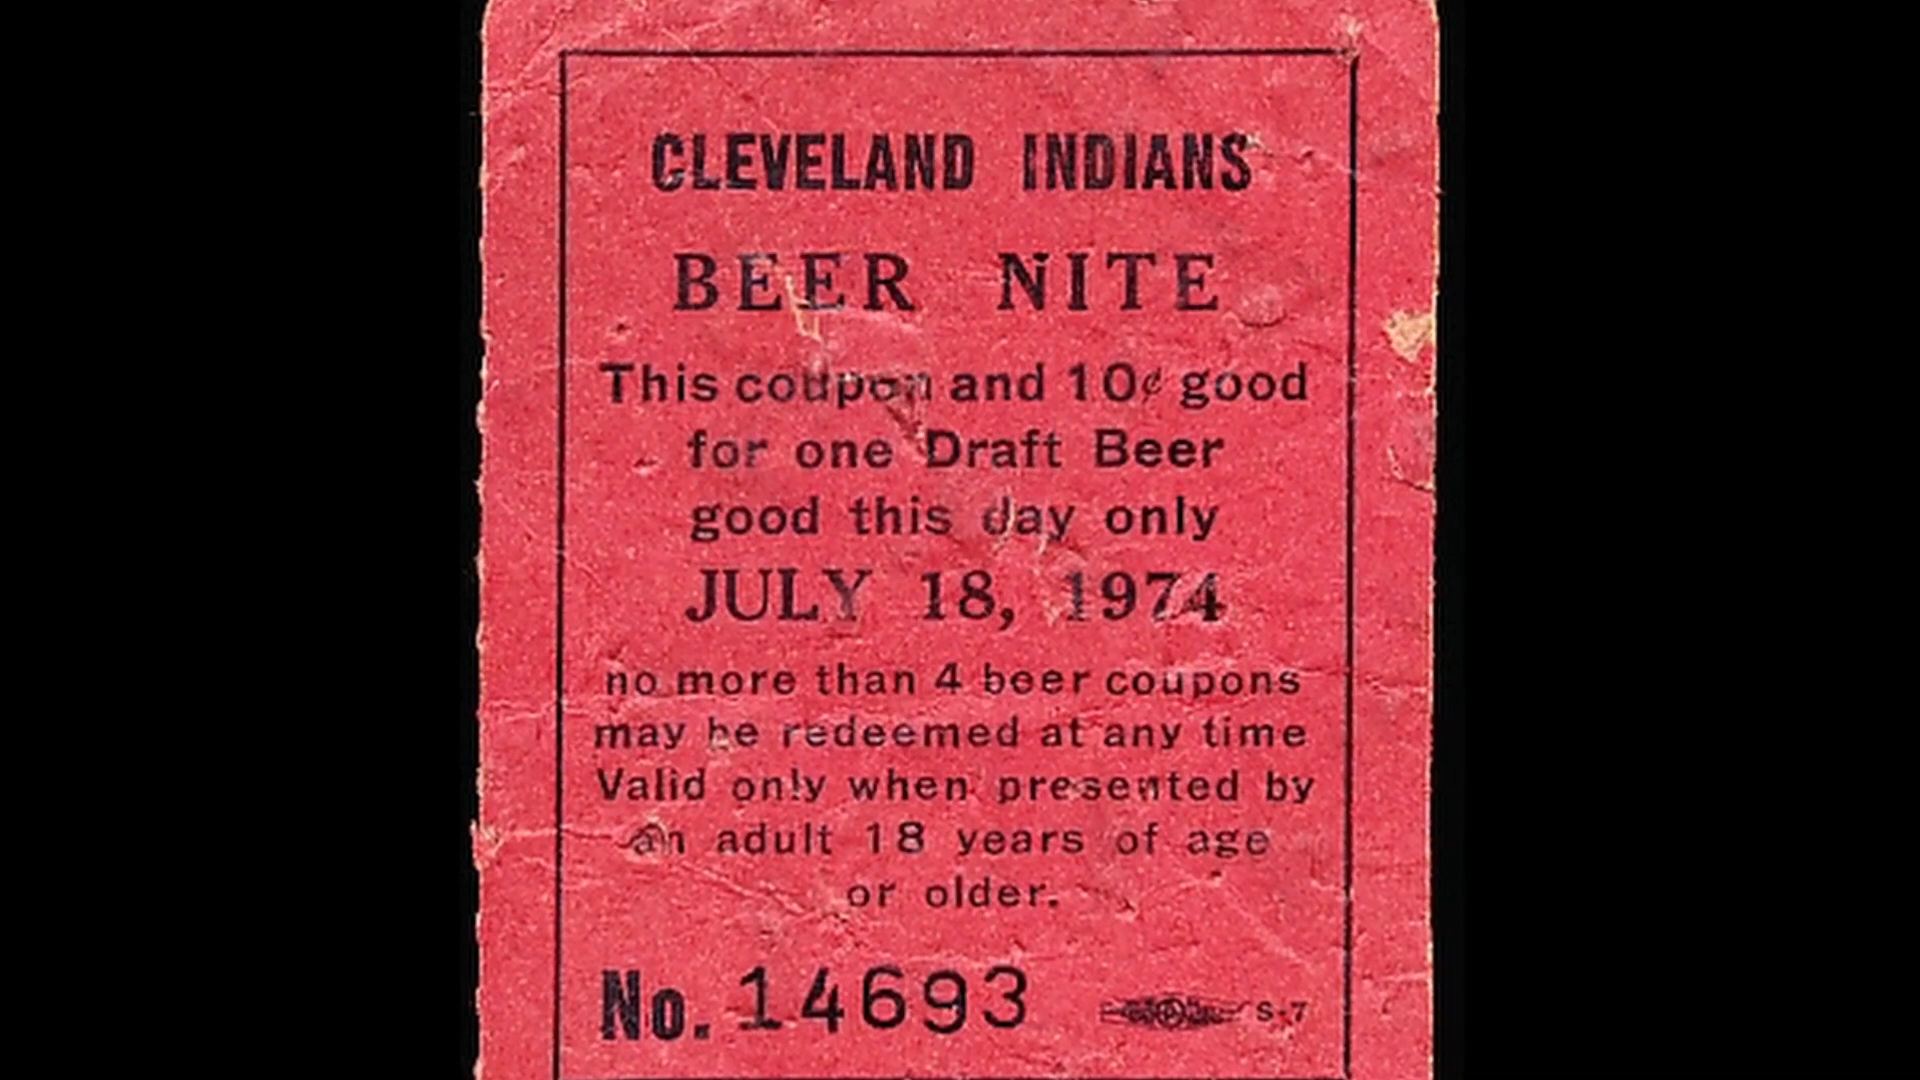 CLEVELAND INDIANS
BEER NITE
This coupon and 10¢ good
for one Draft Beer
good this day only
JULY 18, 1974
no more than 4 beer coupons
may be redeemed at any time
Valid only when presented by
an adult 18 years of age
or older.
No. 14693 S-7